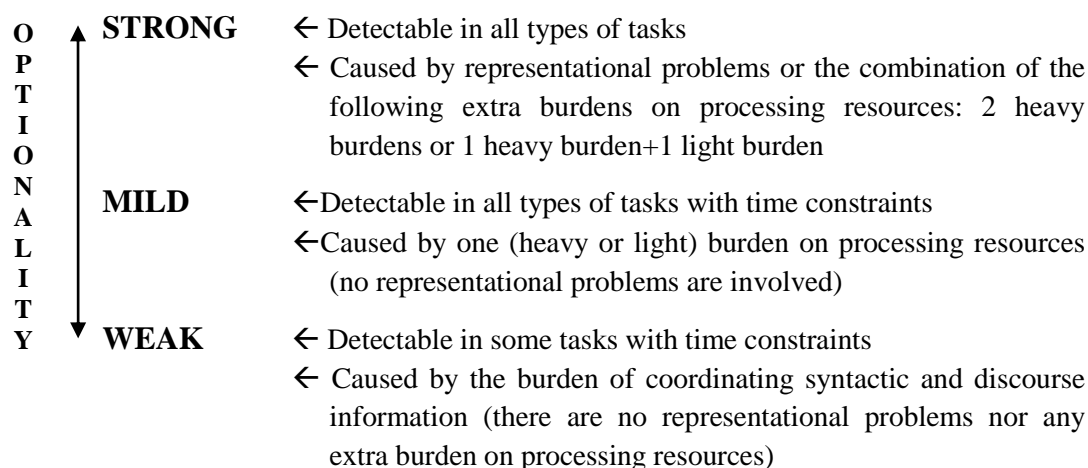 OPTIONALITY
STRONG ← Detectable in all types of tasks
← Caused by representational problems or the combination of the
following extra burdens on processing resources: 2 heavy
burdens or 1 heavy burden+1 light burden
MILD ←Detectable in all types of tasks with time constraints
←Caused by one (heavy or light) burden on processing resources
(no representational problems are involved)
WEAK ← Detectable in some tasks with time constraints
← Caused by the burden of coordinating syntactic and discourse
information (there are no representational problems nor any
extra burden on processing resources)